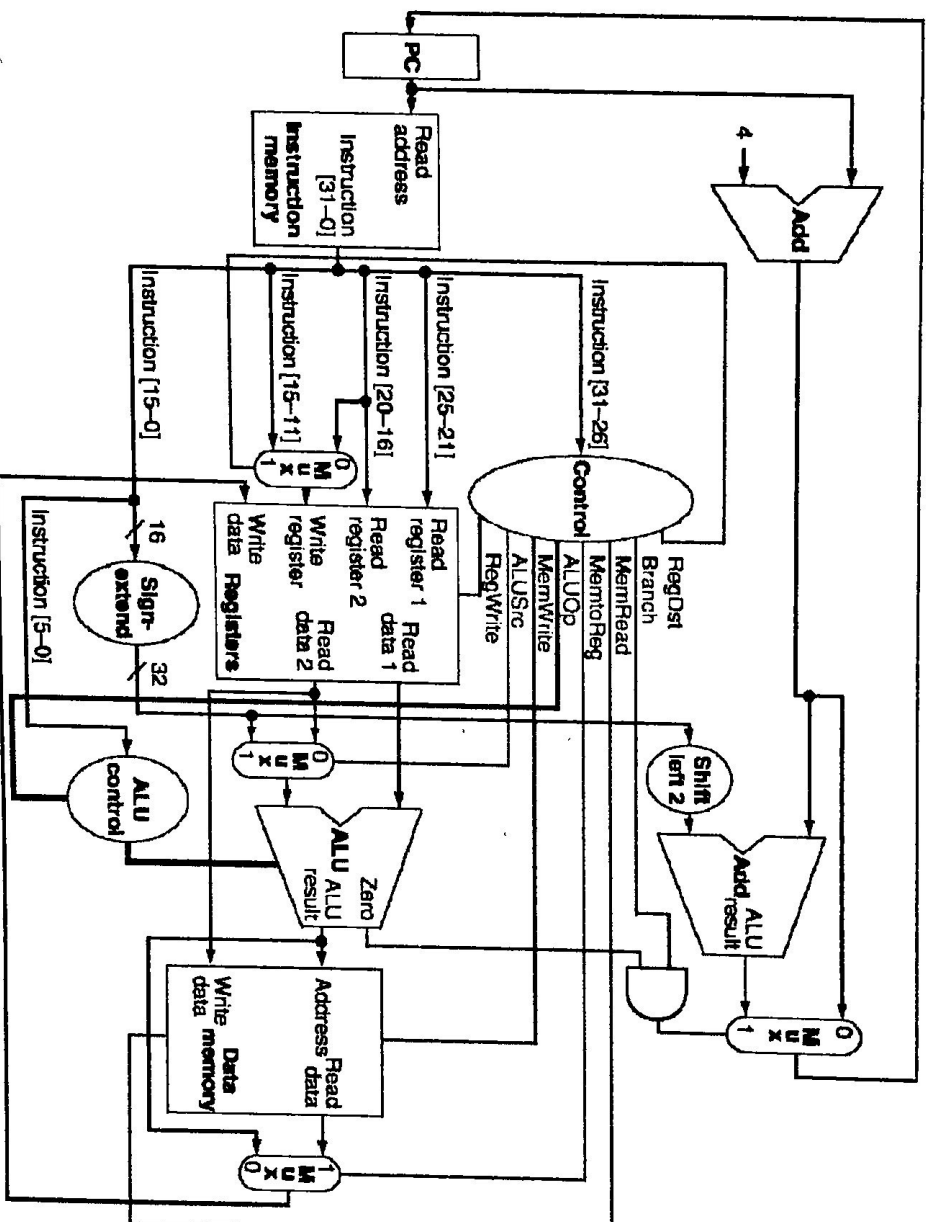 PC
4
Add
Read
address
Instruction
[31–0]
Instruction
memory
Instruction [31–26]
Instruction [25–21]
Instruction [20–16]
Instruction [15–11]
Instruction [15–0]
Instruction [5–0]
0
M
u
x
1
Control
RegDst
Branch
MemRead
MemtoReg
ALUOp
MemWrite
ALUSrc
RegWrite
Read
register 1
Read
register 2
Write
register
Write
data
Read
data 1
Read
data 2
Registers
16
Sign-
extend
32
0
M
u
x
1
Shift
left 2
Add
ALU
result
0
M
u
x
1
ALU
control
Zero
ALU
ALU
result
Address
Write
data
Read
data
Data
memory
1
M
u
x
0